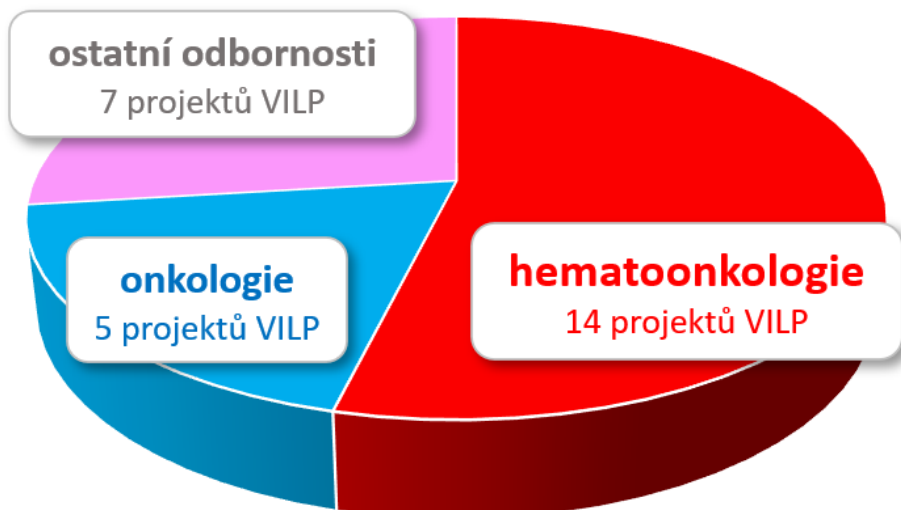 ostatní odbornosti
7 projektů VILP
onkologie
5 projektů VILP
hematoonkologie
14 projektů VILP